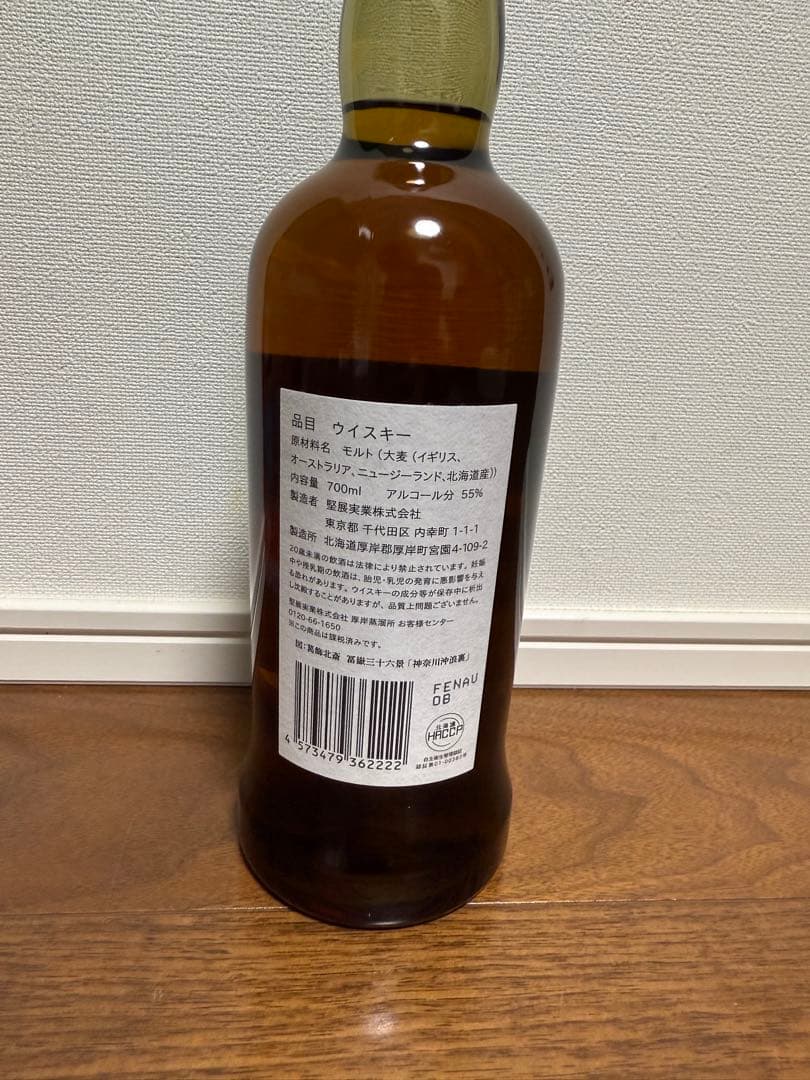 品目 ウイスキー
原材料名 モルト（大麦（イギリス、
オーストラリア、ニュージーランド、北海道産））
内容量 700ml アルコール分 55%
製造者 堅展実業株式会社
東京都 千代田区 内幸町 1-1-1
製造所 北海道厚岸郡厚岸町宮園4-109-2
20歳未満の飲酒は法律により禁止されています。妊娠
中や授乳期の飲酒は、胎児・乳児の発育に悪影響を与え
る恐れがあります。ウイスキーの成分等が保存中に析出
し沈殿することがありますが、品質上問題ございません。
堅展実業株式会社 厚岸蒸溜所 お客様センター
0120-66-1650
※この商品は課税済みです。
図：葛飾北斎 冨嶽三十六景「神奈川沖浪裏」
FENAU
OB
北海道
HACCP
自主衛生管理認証
4 573479 362222